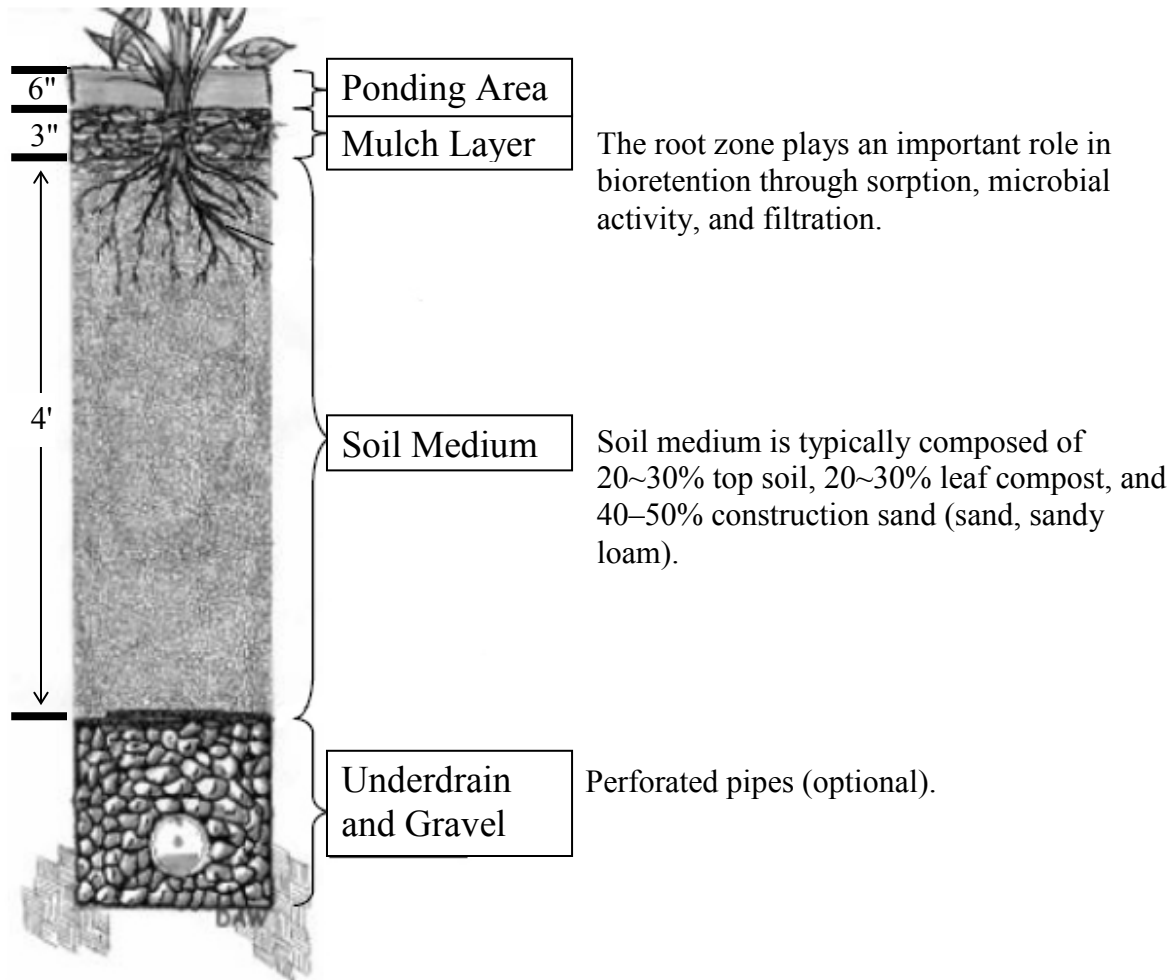 6"
Ponding Area
3"
Mulch Layer
The root zone plays an important role in
bioretention through sorption, microbial
activity, and filtration.
4'
Soil Medium
Soil medium is typically composed of
20~30% top soil, 20~30% leaf compost, and
40–50% construction sand (sand, sandy
loam).
Underdrain
and Gravel
Perforated pipes (optional).
DAW